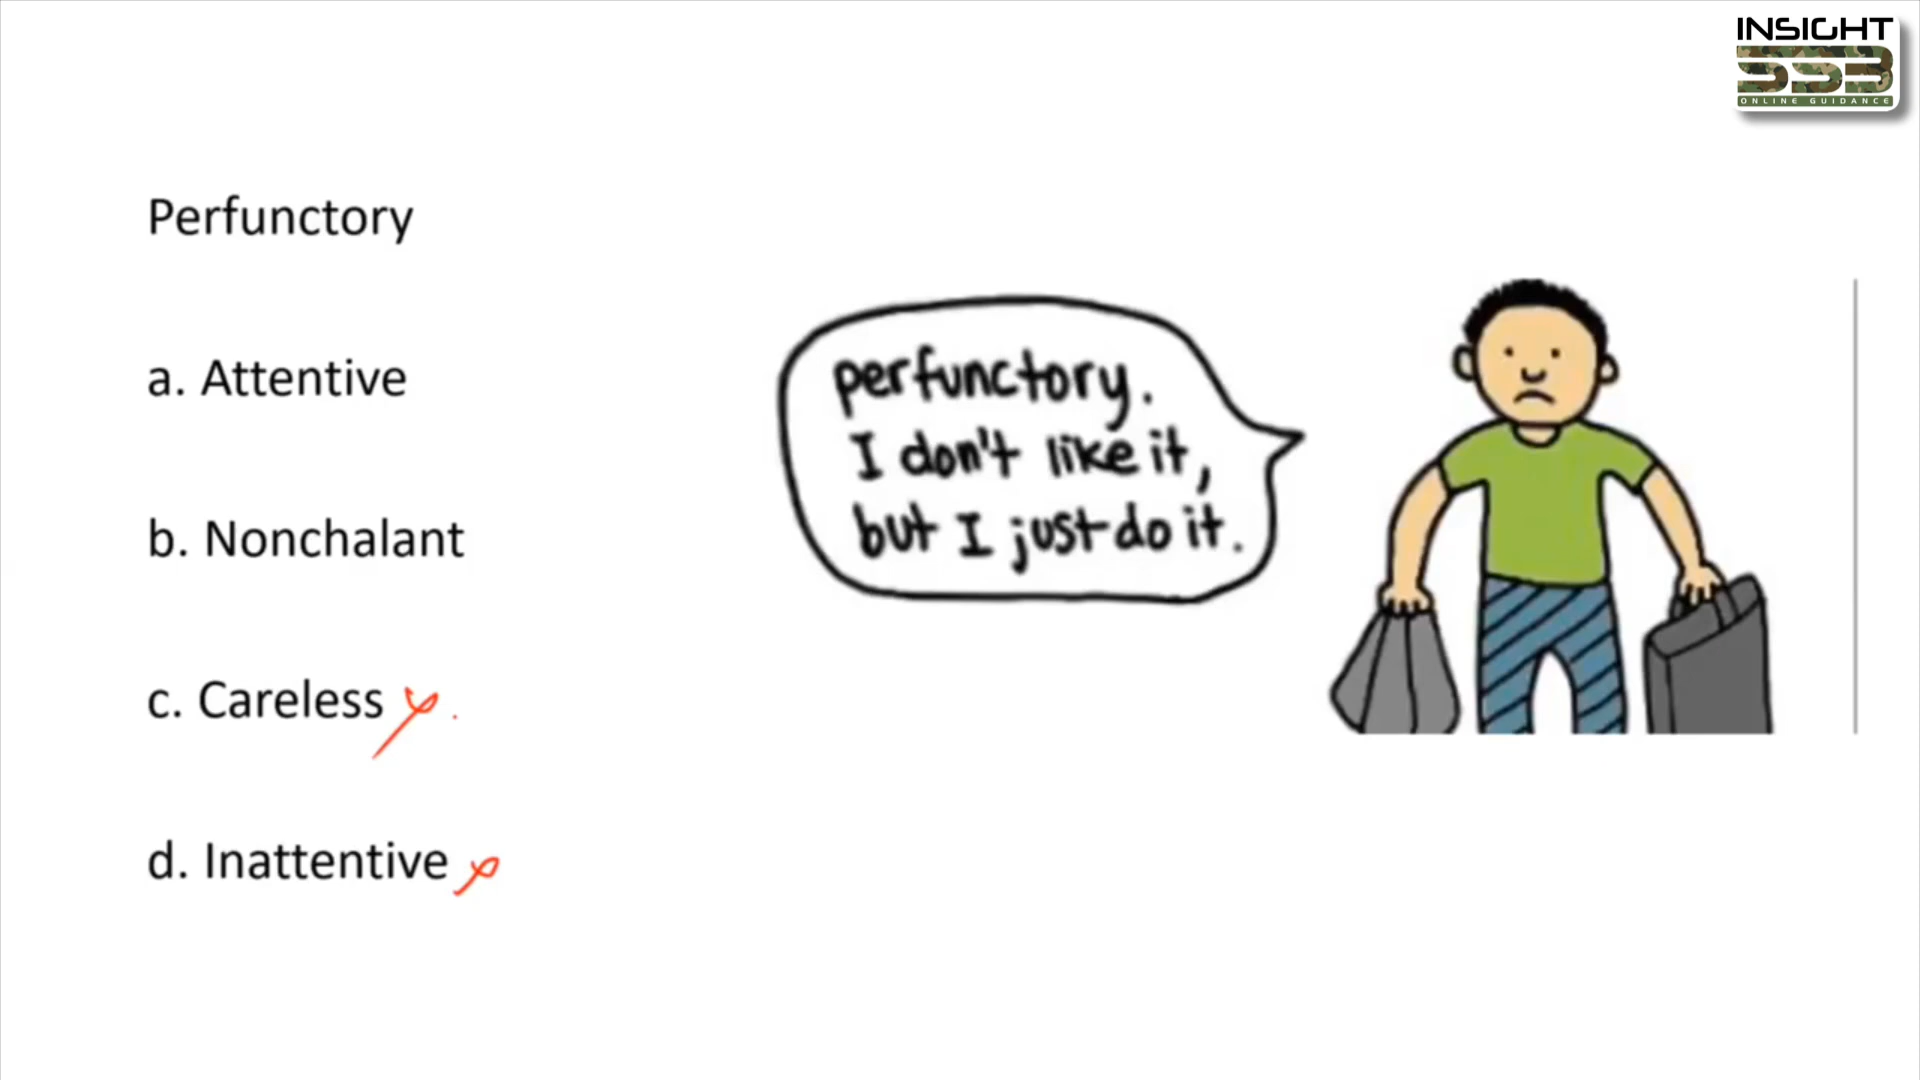 INSIGHT
SSB
ONLINE GUIDANCE
Perfunctory
a. Attentive
b. Nonchalant
c. Careless
d. Inattentive
perfunctory.
I don't like it,
but I just do it.